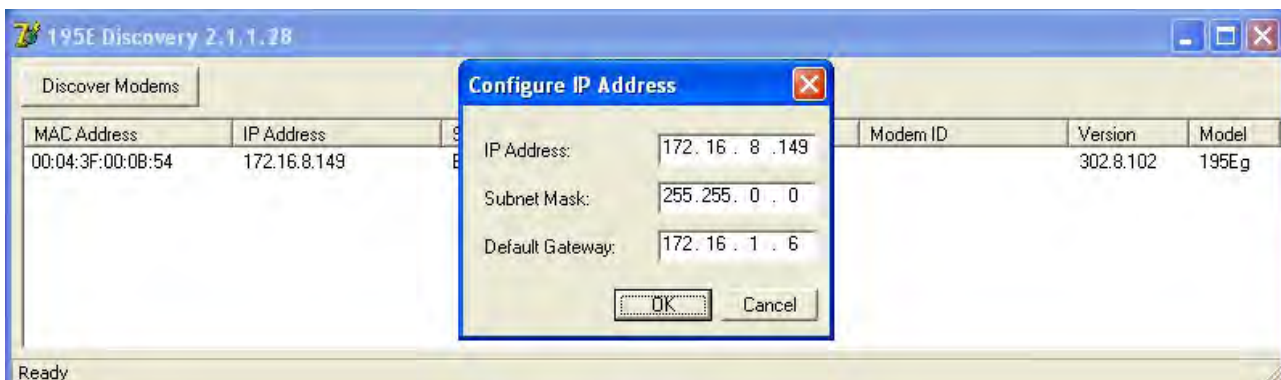 195E Discovery 2.1.1.28
Discover Modems
Configure IP Address
MAC Address IP Address Modem ID Version Model
00:04:3F:00:0B:54 172.16.8.149 302.8.102 195Eg
IP Address: 172. 16 . 8 .149
Subnet Mask: 255.255. 0 . 0
Default Gateway: 172. 16 . 1 . 6
OK Cancel
Ready